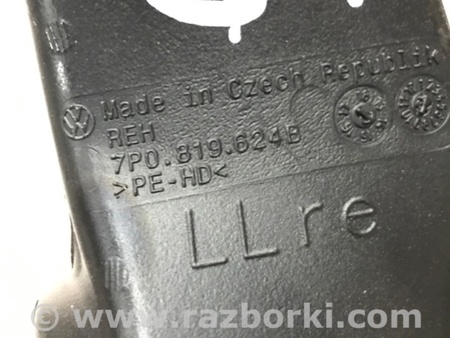 Made in Czech Republik
REH
7P0.819.624B
>PE-HD<
LLre
www.razborki.com